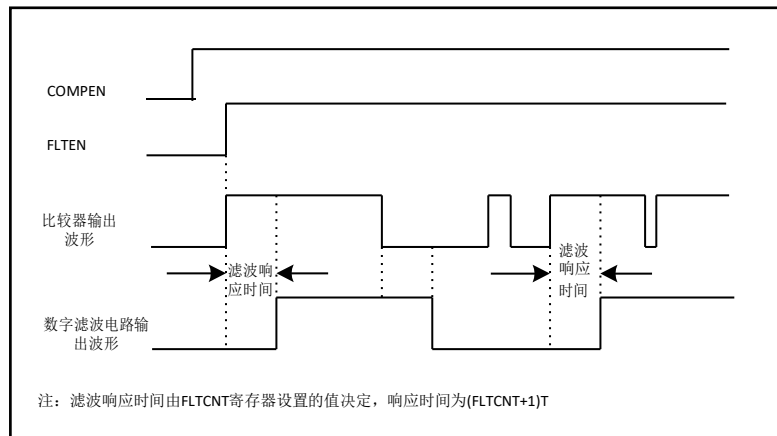 COMPEN
FLTEN
比较器输出
波形
滤波响
应时间
滤波
响应
时间
数字滤波电路输
出波形
注：滤波响应时间由FLTCNT寄存器设置的值决定，响应时间为(FLTCNT+1)T